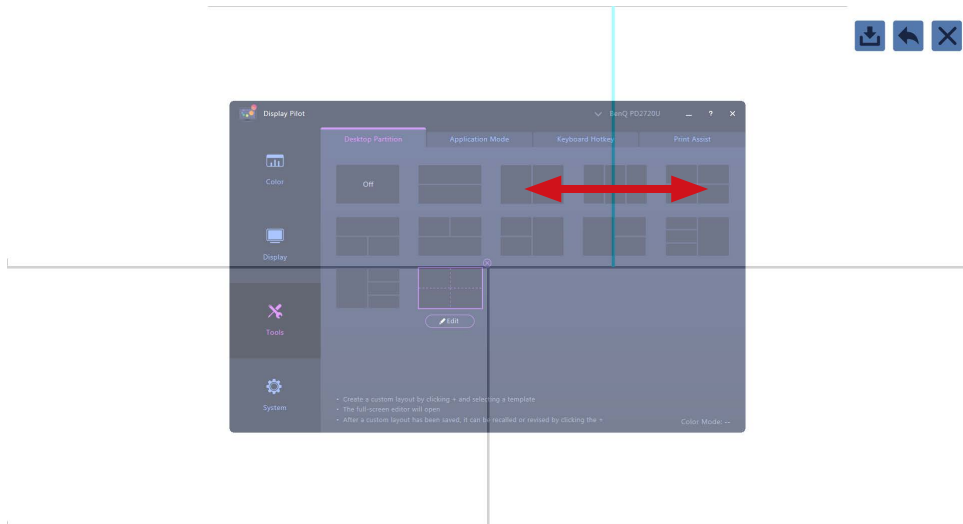 Display Pilot
BenQ PD2720U
?
Desktop Partition
Application Mode
Keyboard Hotkey
Print Assist
Color
Off
Display
Tools
Edit
System
• Create a custom layout by clicking + and selecting a template
• The full-screen editor will open
• After a custom layout has been saved, it can be recalled or revised by clicking the +
Color Mode: --